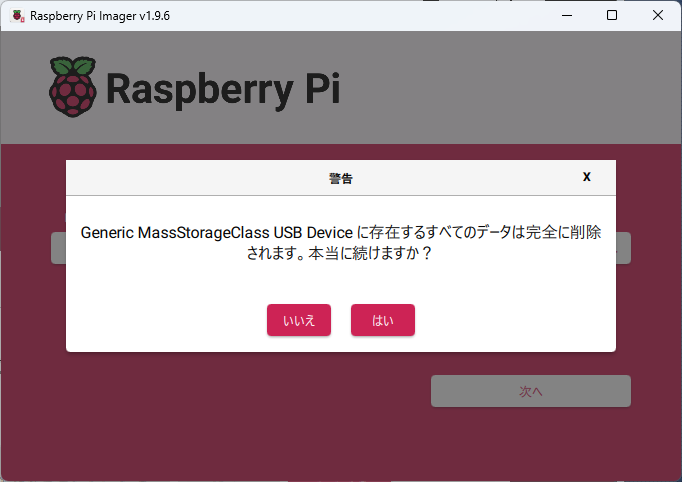 Raspberry Pi Imager v1.9.6
Raspberry Pi
警告
X
Generic MassStorageClass USB Device に存在するすべてのデータは完全に削除
されます。本当に続けますか？
いいえ
はい
次へ